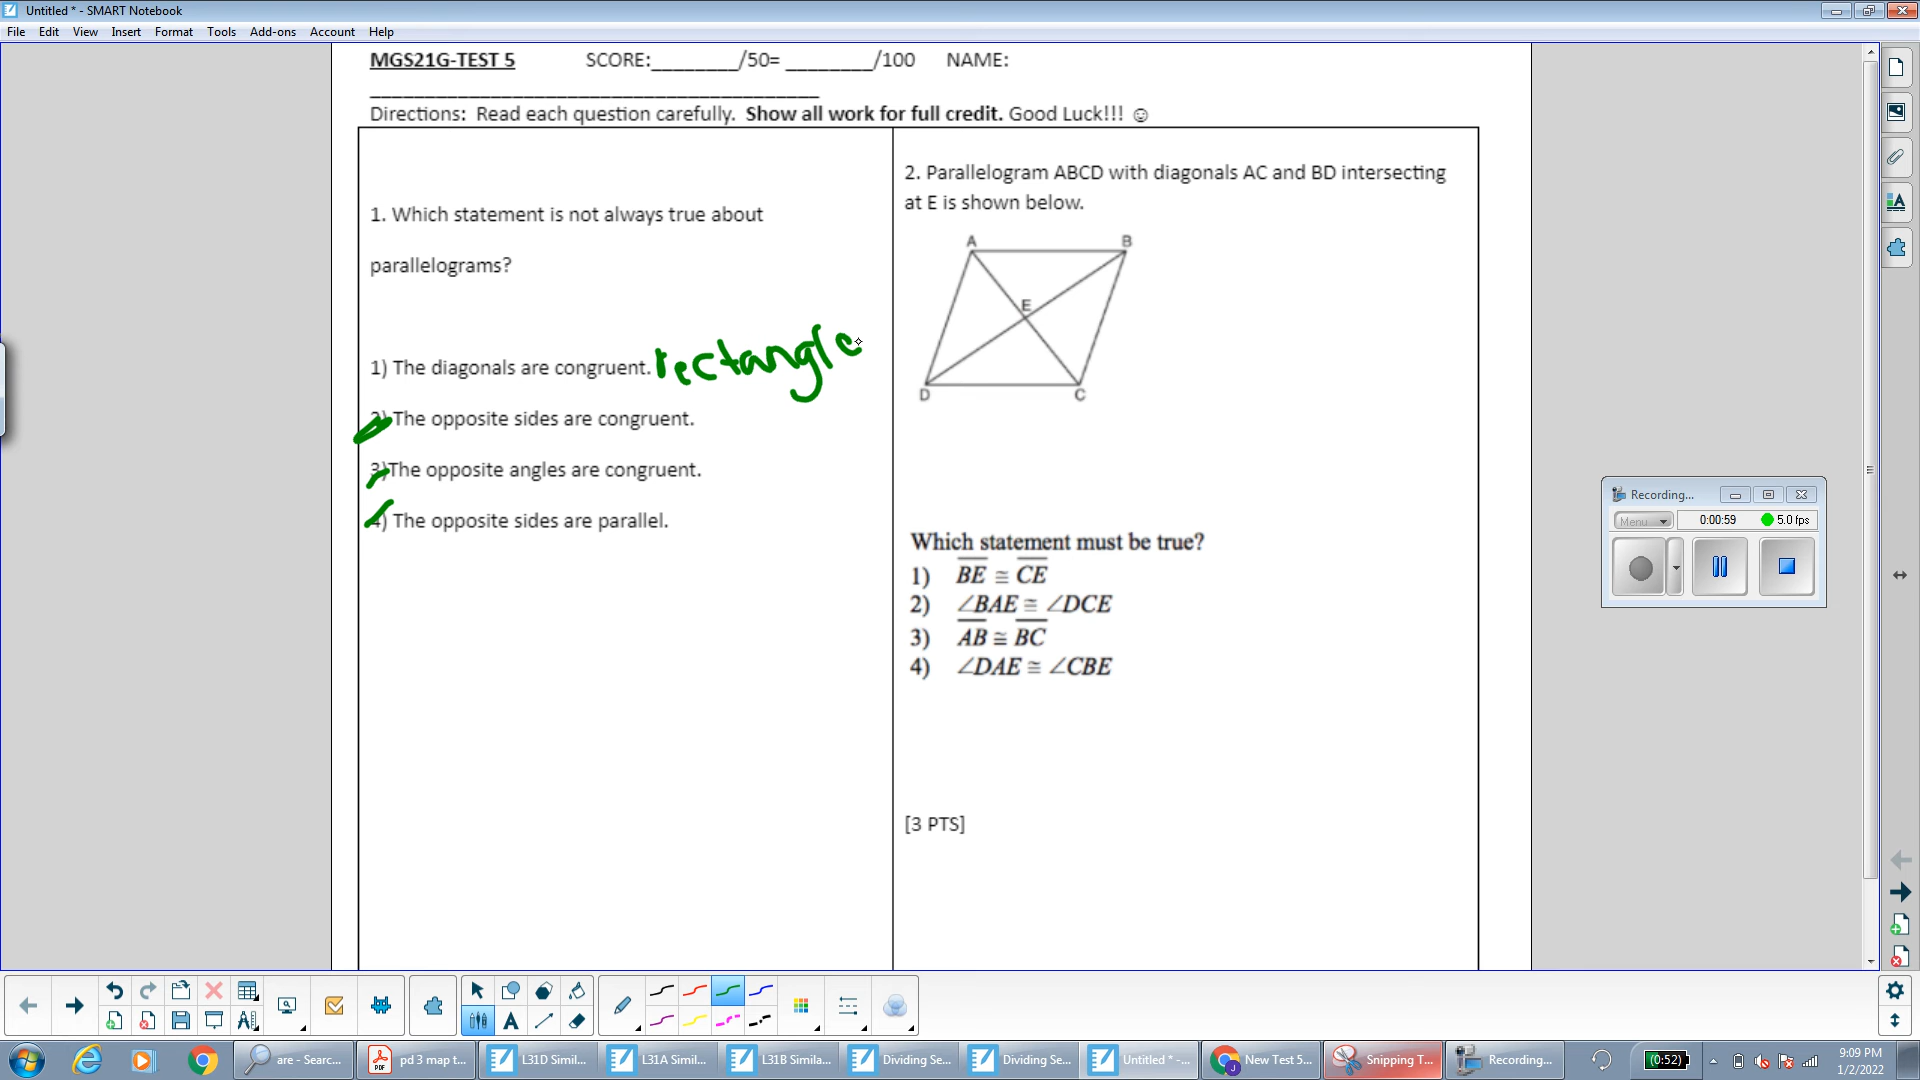 Untitled * - SMART Notebook
File Edit View Insert Format Tools Add-ons Account Help
MGS21G-TEST 5 SCORE:________/50= ________/100 NAME:
Directions: Read each question carefully. Show all work for full credit. Good Luck!!! ☺
1. Which statement is not always true about
parallelograms?
1) The diagonals are congruent. rectangle
2) The opposite sides are congruent.
3)The opposite angles are congruent.
4) The opposite sides are parallel.
2. Parallelogram ABCD with diagonals AC and BD intersecting
at E is shown below.
A B
E
D C
Which statement must be true?
1) BE ≅ CE
2) ∠BAE ≅ ∠DCE
3) AB ≅ BC
4) ∠DAE ≅ ∠CBE
[3 PTS]
Recording...
Menu 0:00:59 5.0 fps
are - Searc... pd 3 map t... L31D Simil... L31A Simil... L31B Simila... Dividing Se... Dividing Se... Untitled * -... New Test 5... Snipping T... Recording... (0:52) 9:09 PM
1/2/2022